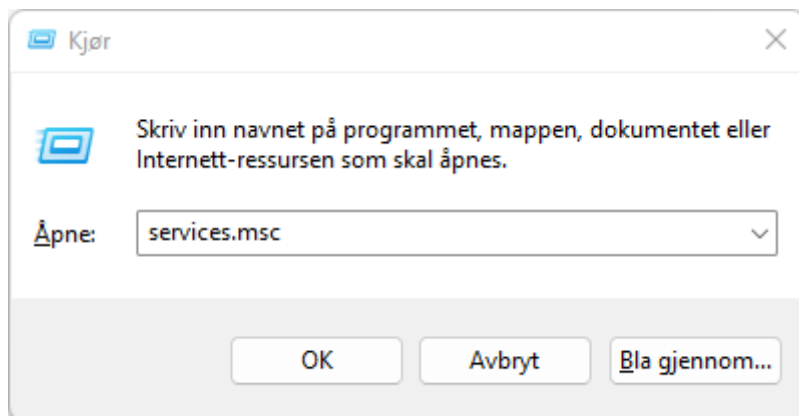 Kjør
Skriv inn navnet på programmet, mappen, dokumentet eller
Internett-ressursen som skal åpnes.
Åpne: services.msc
OK Avbryt Bla gjennom...